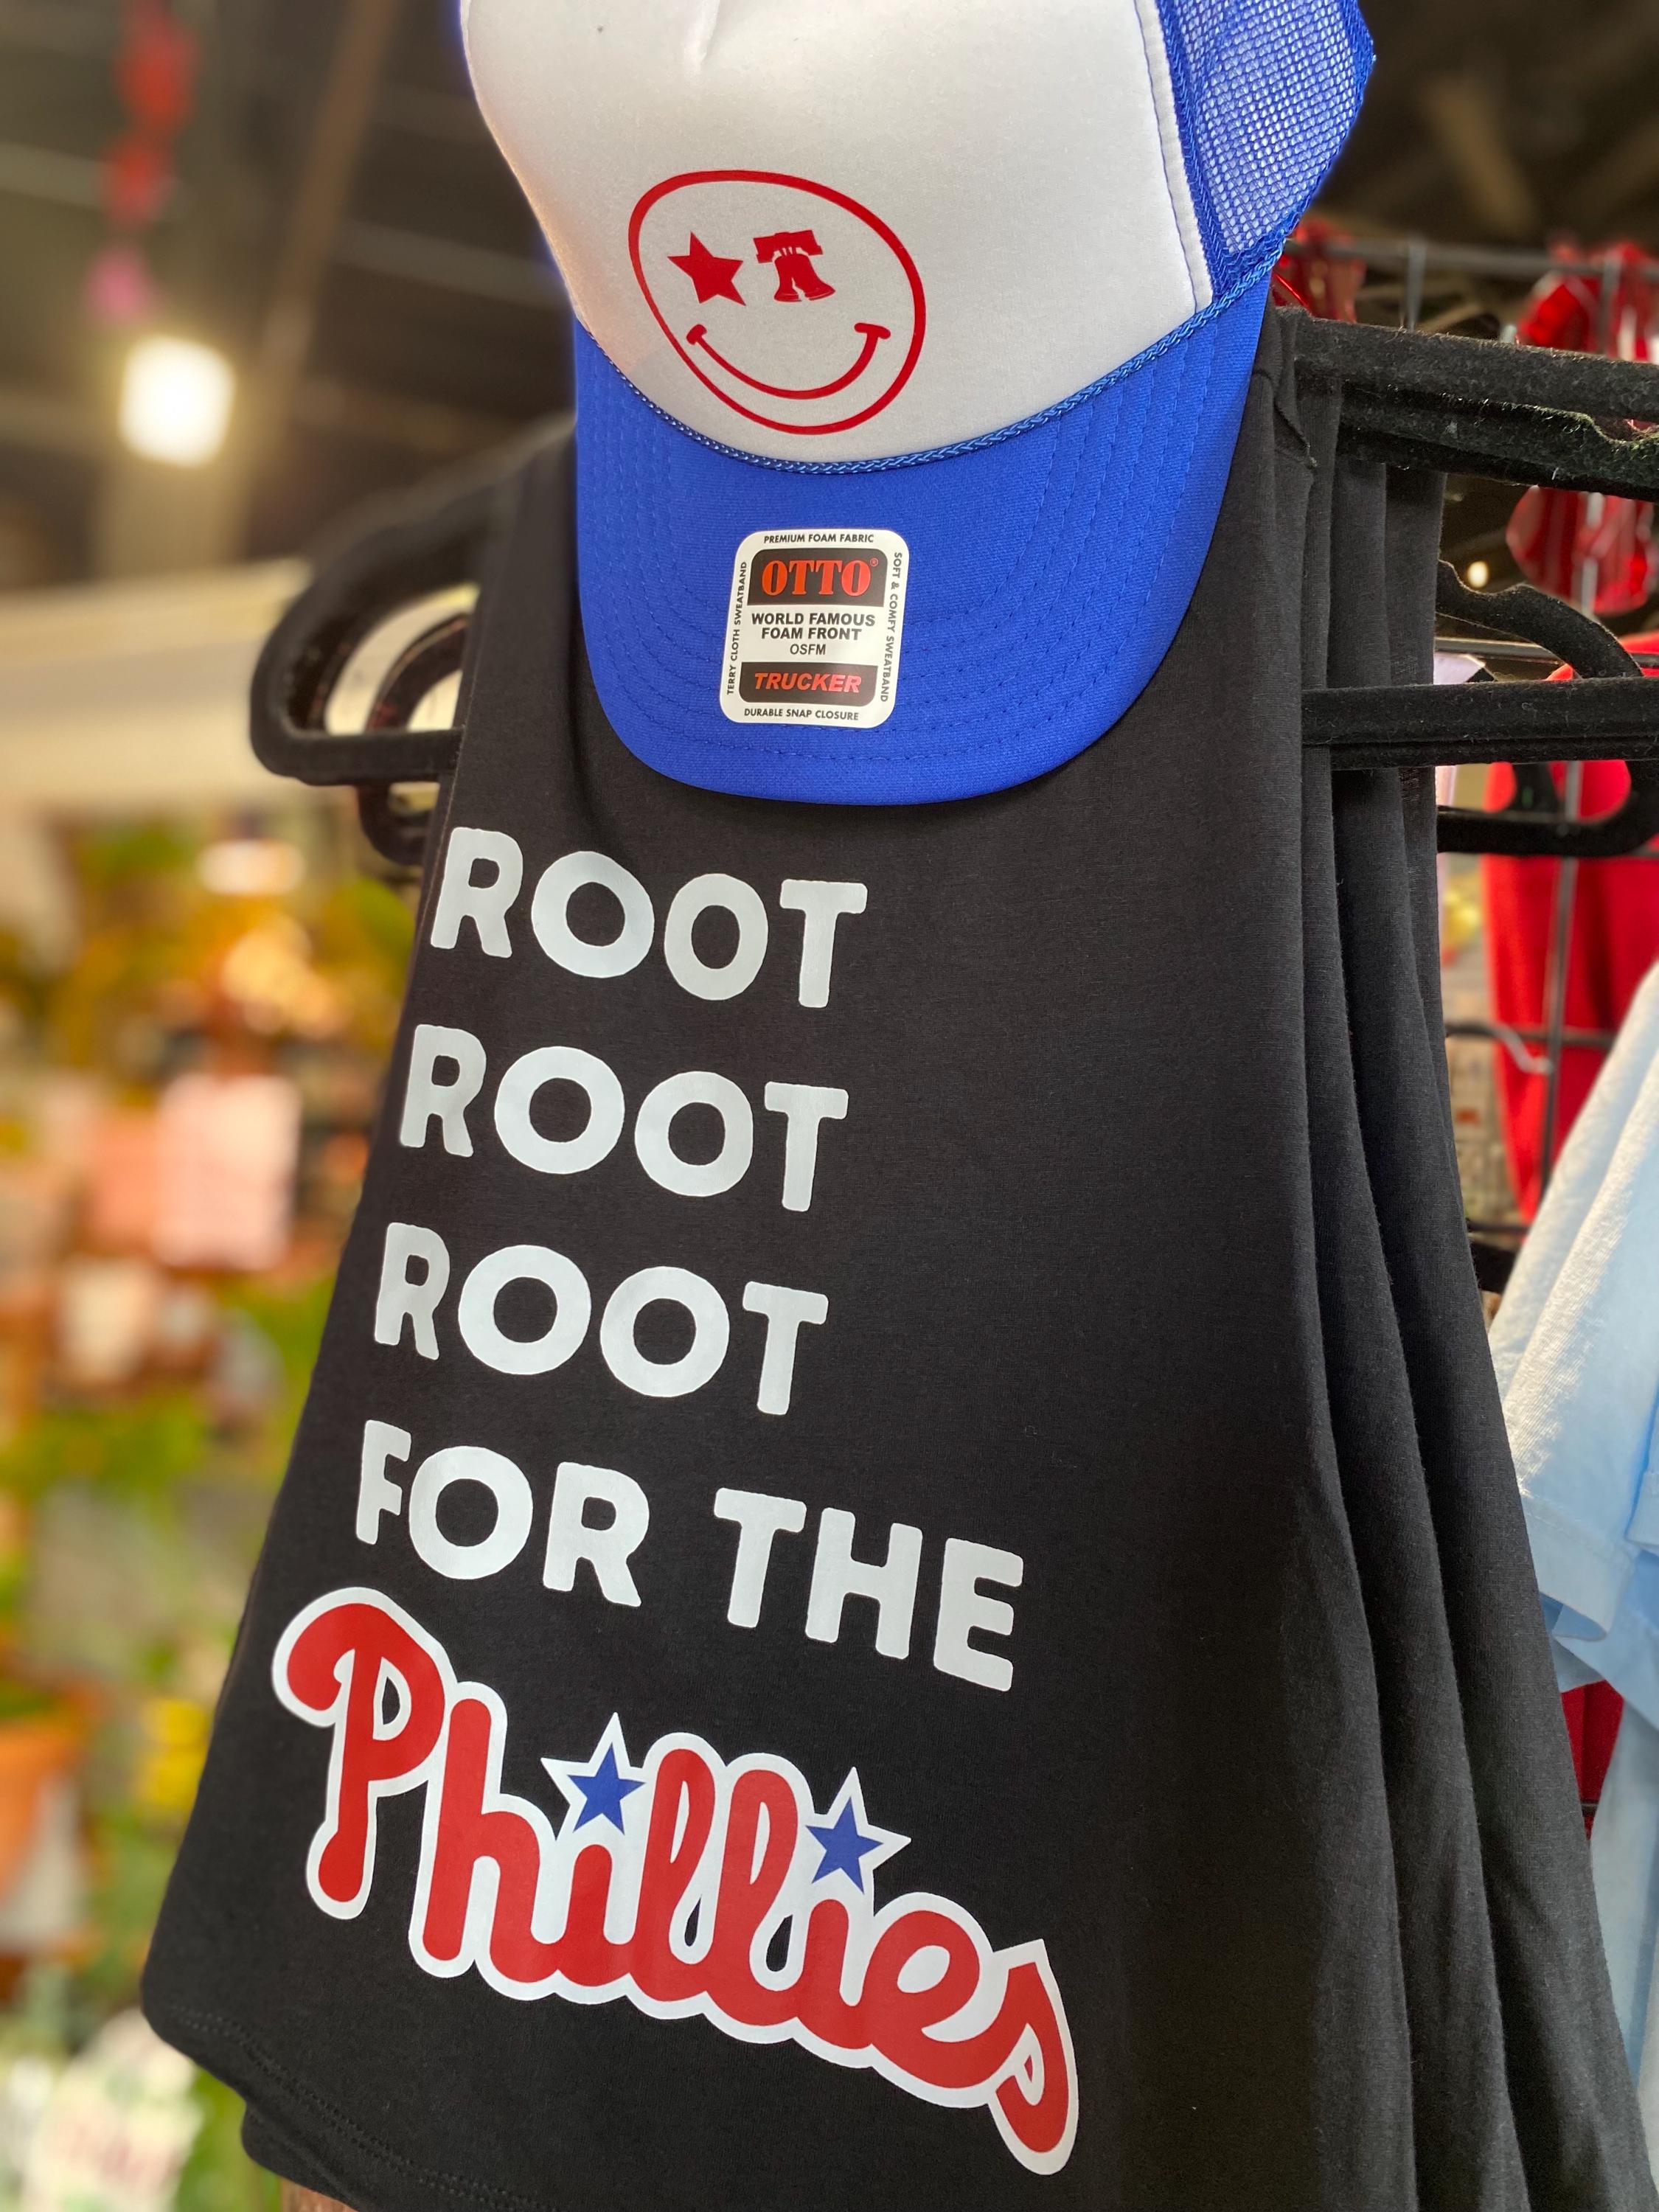 PREMIUM FOAM FABRIC
TERRY CLOTH SWEATBAND
OTTO®
WORLD FAMOUS
FOAM FRONT
OSFM
TRUCKER
SOFT & COMFY SWEATBAND
DURABLE SNAP CLOSURE
ROOT
ROOT
ROOT
FOR THE
Phillies